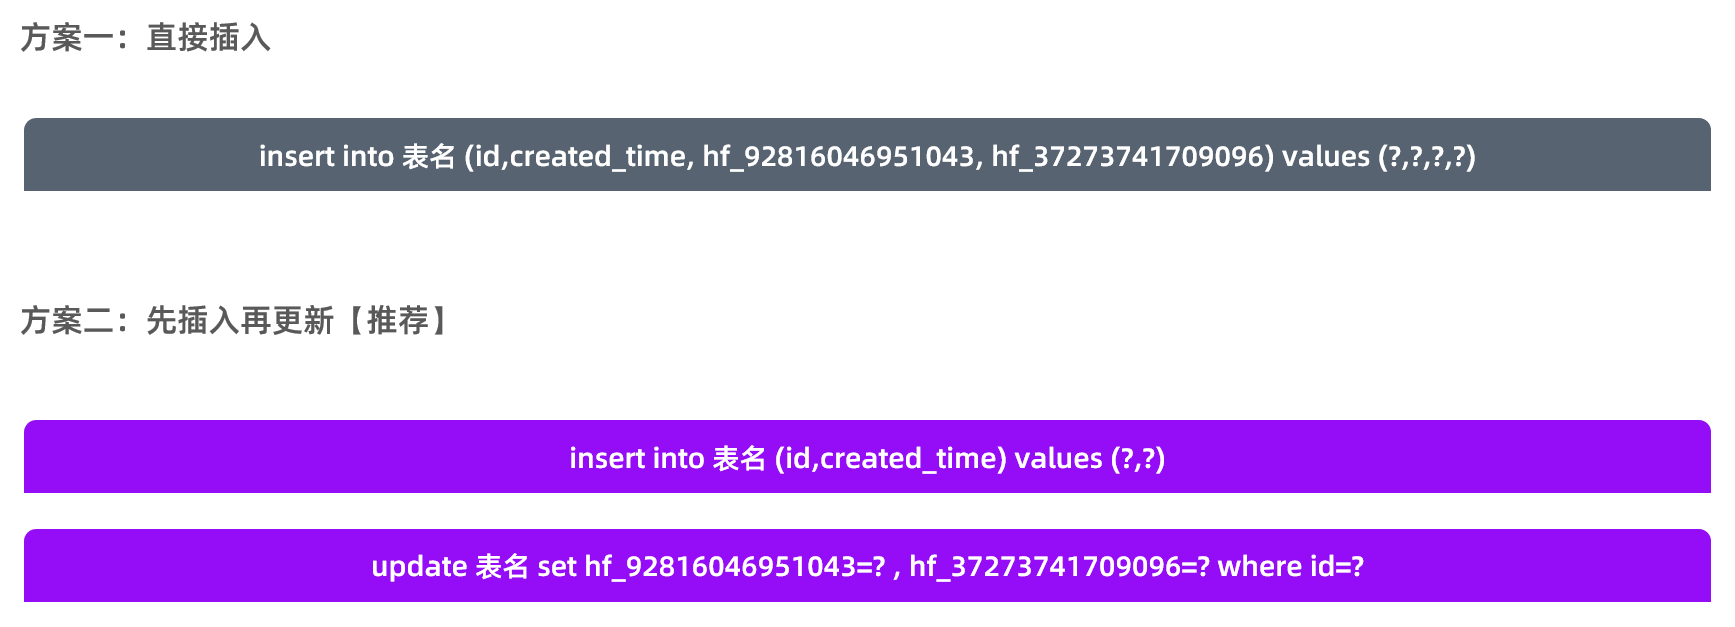 方案一：直接插入
insert into 表名 (id,created_time, hf_92816046951043, hf_37273741709096) values (?,?,?,?)
方案二：先插入再更新【推荐】
insert into 表名 (id,created_time) values (?,?)
update 表名 set hf_92816046951043=? , hf_37273741709096=? where id=?